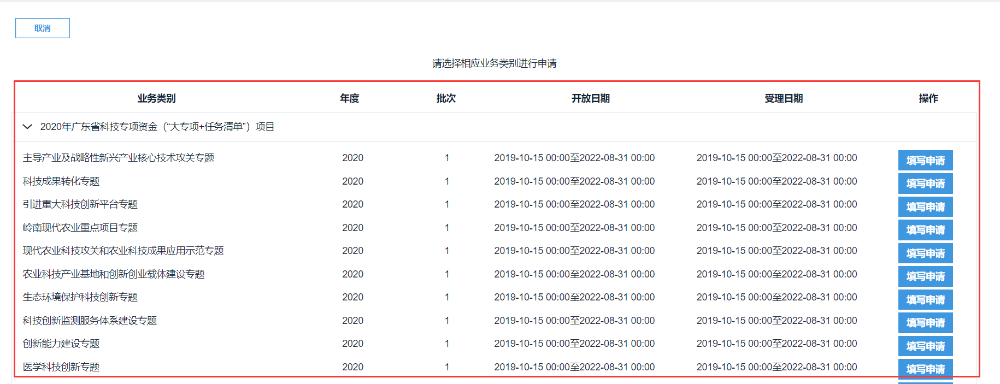 取消
请选择相应业务类别进行申请
业务类别 年度 批次 开放日期 受理日期 操作
2020年广东省科技专项资金（“大专项+任务清单”）项目
主导产业及战略性新兴产业核心技术攻关专题 2020 1 2019-10-15 00:00至2022-08-31 00:00 2019-10-15 00:00至2022-08-31 00:00 填写申请
科技成果转化专题 2020 1 2019-10-15 00:00至2022-08-31 00:00 2019-10-15 00:00至2022-08-31 00:00 填写申请
引进重大科技创新平台专题 2020 1 2019-10-15 00:00至2022-08-31 00:00 2019-10-15 00:00至2022-08-31 00:00 填写申请
岭南现代农业重点项目专题 2020 1 2019-10-15 00:00至2022-08-31 00:00 2019-10-15 00:00至2022-08-31 00:00 填写申请
现代农业科技攻关和农业科技成果应用示范专题 2020 1 2019-10-15 00:00至2022-08-31 00:00 2019-10-15 00:00至2022-08-31 00:00 填写申请
农业科技产业基地和创新创业载体建设专题 2020 1 2019-10-15 00:00至2022-08-31 00:00 2019-10-15 00:00至2022-08-31 00:00 填写申请
生态环境保护科技创新专题 2020 1 2019-10-15 00:00至2022-08-31 00:00 2019-10-15 00:00至2022-08-31 00:00 填写申请
科技创新监测服务体系建设专题 2020 1 2019-10-15 00:00至2022-08-31 00:00 2019-10-15 00:00至2022-08-31 00:00 填写申请
创新能力建设专题 2020 1 2019-10-15 00:00至2022-08-31 00:00 2019-10-15 00:00至2022-08-31 00:00 填写申请
医学科技创新专题 2020 1 2019-10-15 00:00至2022-08-31 00:00 2019-10-15 00:00至2022-08-31 00:00 填写申请